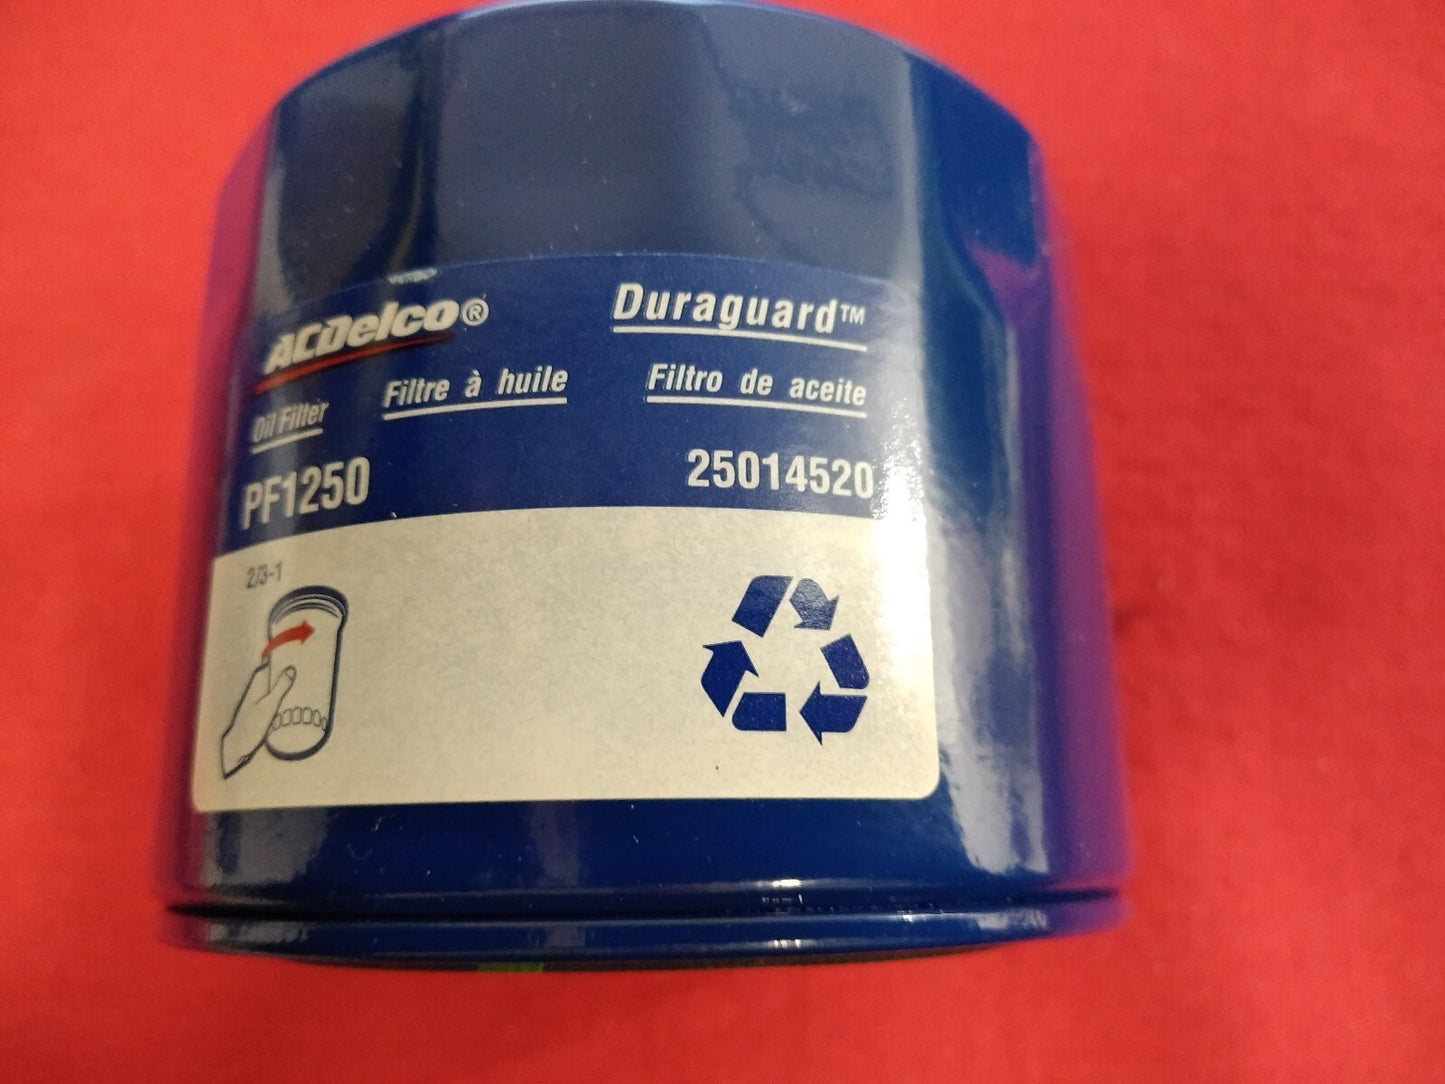 ACDelco® Duraguard™
Oil Filter Filtre à huile Filtro de aceite
PF1250 25014520
2/3-1